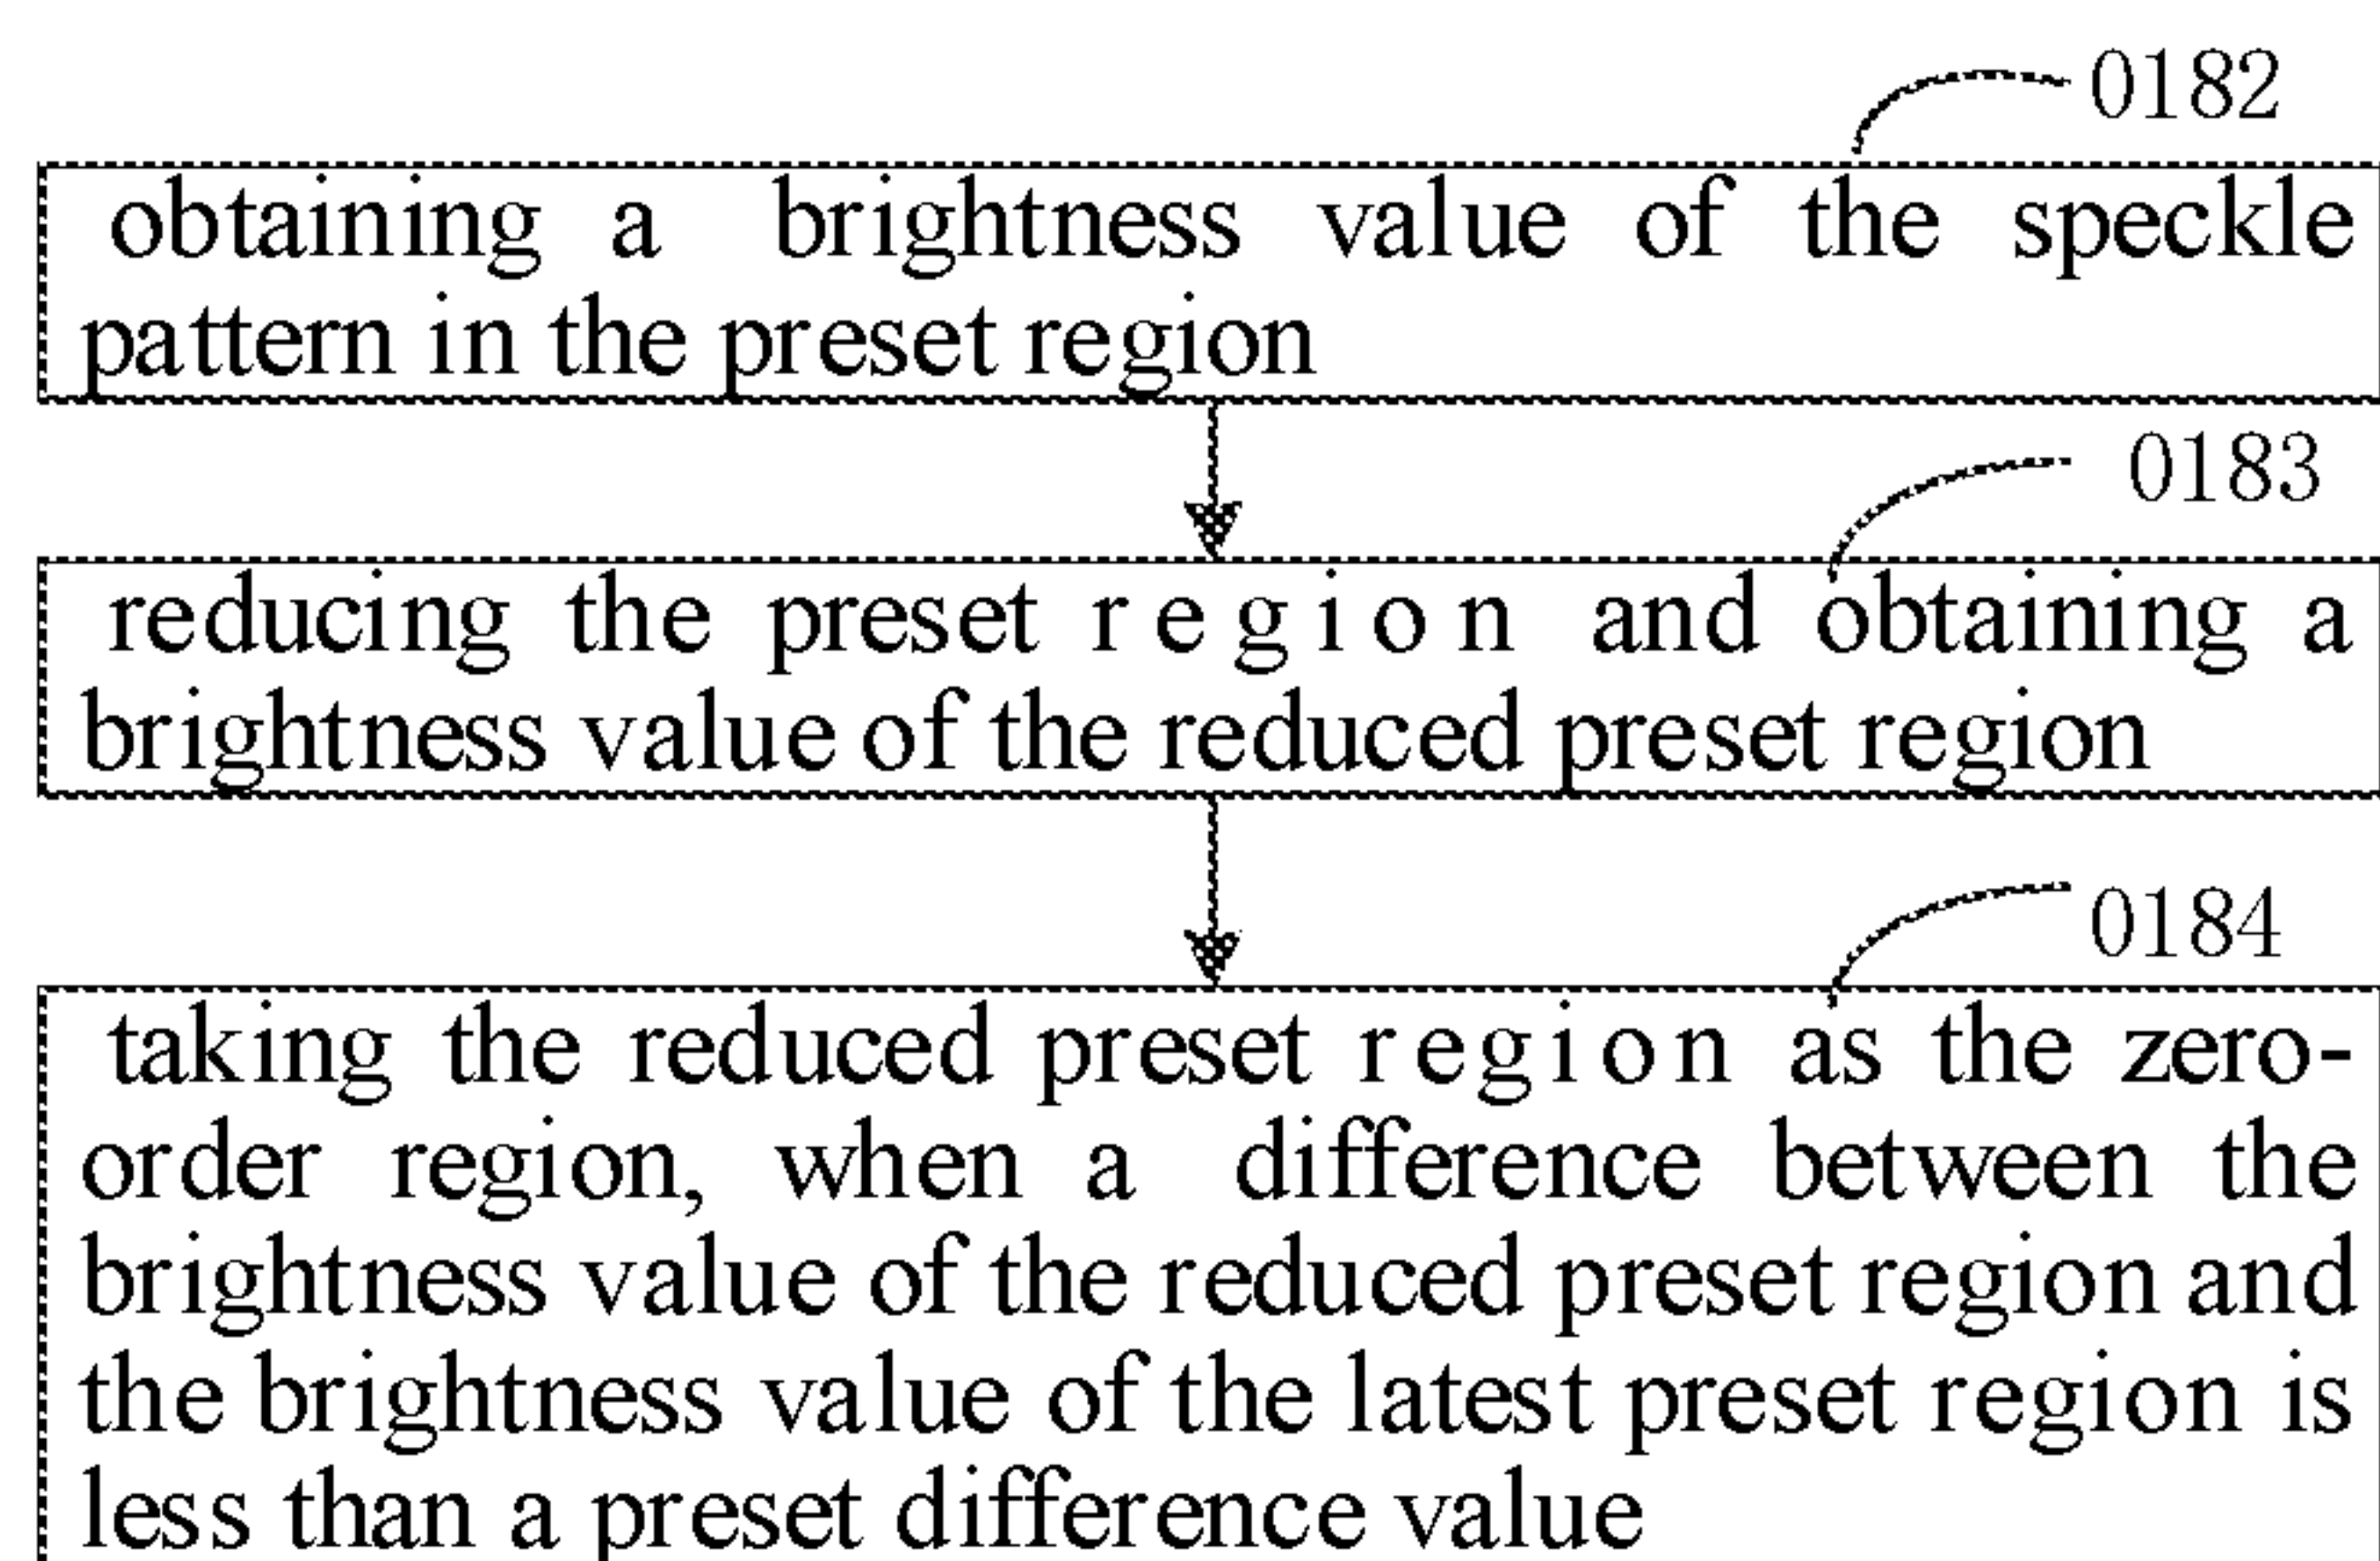 0182
obtaining a brightness value of the speckle
pattern in the preset region
0183
reducing the preset region and obtaining a
brightness value of the reduced preset region
0184
taking the reduced preset region as the zero-
order region, when a difference between the
brightness value of the reduced preset region and
the brightness value of the latest preset region is
less than a preset difference value